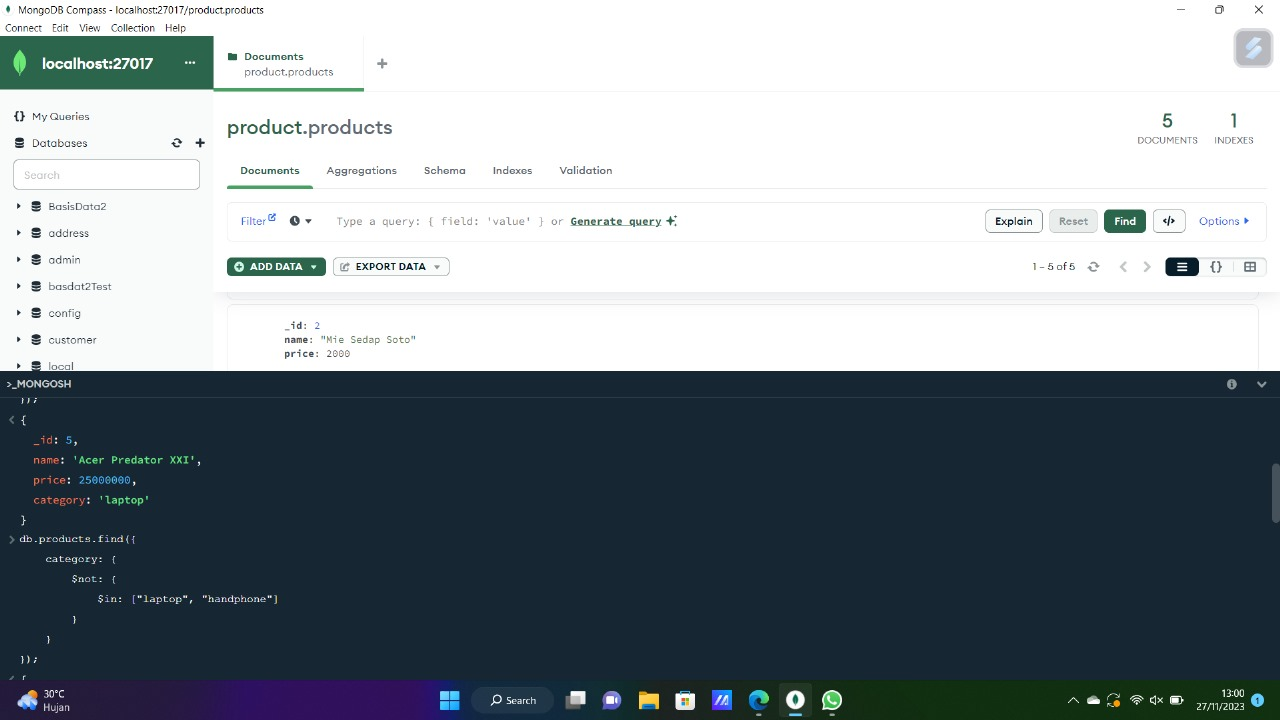 MongoDB Compass - localhost:27017/product.products
Connect Edit View Collection Help
localhost:27017 ...
Documents
product.products
+
My Queries
Databases
Search
BasisData2
address
admin
basdat2Test
config
customer
local
product.products
5
DOCUMENTS
1
INDEXES
Documents Aggregations Schema Indexes Validation
Filter Type a query: { field: 'value' } or Generate query Explain Reset Find </> Options
ADD DATA EXPORT DATA 1 – 5 of 5 {}
_id: 2
name: "Mie Sedap Soto"
price: 2000
>_MONGOSH
});
{
_id: 5,
name: 'Acer Predator XXI',
price: 25000000,
category: 'laptop'
}
db.products.find({
category: {
$not: {
$in: ["laptop", "handphone"]
}
}
});
30°C
Hujan
Search
13:00
27/11/2023
1